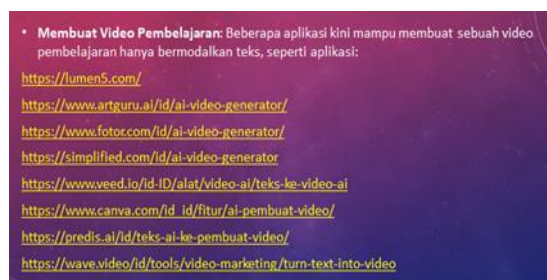 • Membuat Video Pembelajaran: Beberapa aplikasi kini mampu membuat sebuah video
pembelajaran hanya bermodalkan teks, seperti aplikasi:
https://lumen5.com/
https://www.artguru.ai/id/ai-video-generator/
https://www.fotor.com/id/ai-video-generator/
https://simplified.com/id/ai-video-generator
https://www.veed.io/id-ID/alat/video-ai/teks-ke-video-ai
https://www.canva.com/id_id/fitur/ai-pembuat-video/
https://predis.ai/id/teks-ai-ke-pembuat-video/
https://wave.video/id/tools/video-marketing/turn-text-into-video